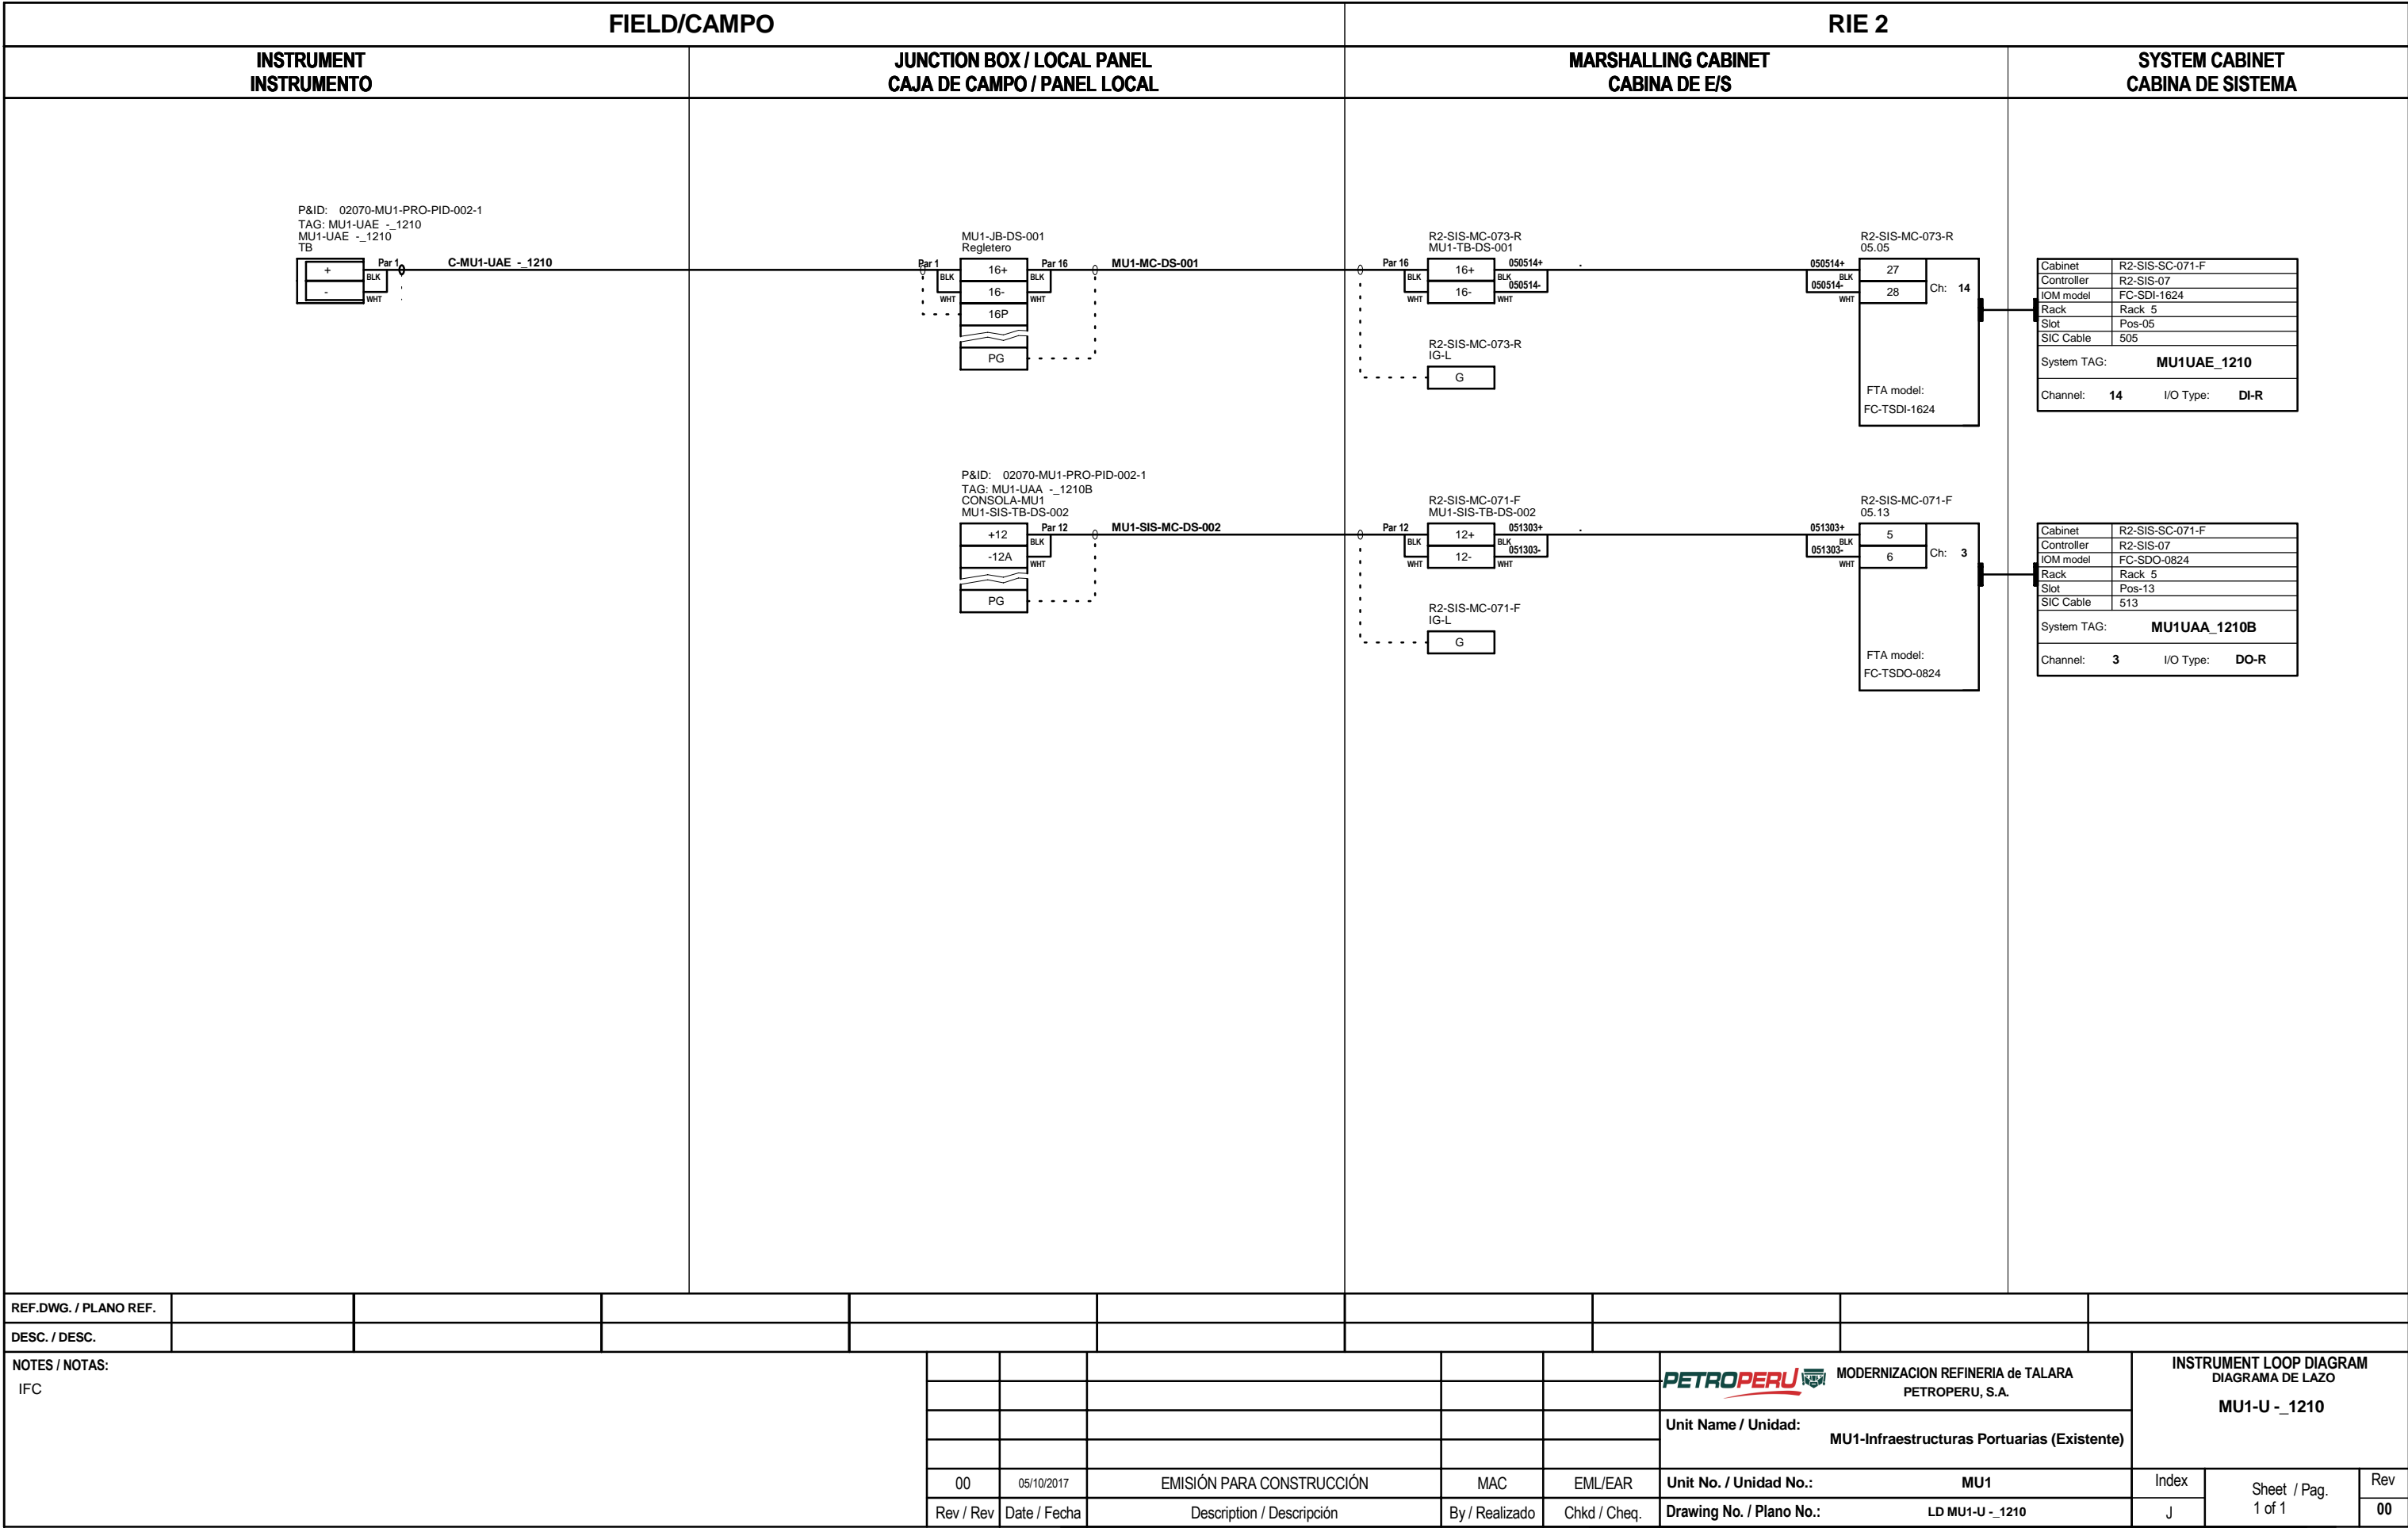 FIELD/CAMPO
RIE 2
INSTRUMENT
INSTRUMENTO
JUNCTION BOX / LOCAL PANEL
CAJA DE CAMPO / PANEL LOCAL
MARSHALLING CABINET
CABINA DE E/S
SYSTEM CABINET
CABINA DE SISTEMA
P&ID: 02070-MU1-PRO-PID-002-1
TAG: MU1-UAE -_1210
MU1-UAE -_1210
TB
+
-
Par 1
BLK
WHT
C-MU1-UAE -_1210
MU1-JB-DS-001
Regletero
Par 1
BLK
WHT
16+
16-
16P
PG
Par 16
BLK
WHT
MU1-MC-DS-001
R2-SIS-MC-073-R
MU1-TB-DS-001
Par 16
BLK
WHT
16+
16-
050514+
BLK
050514-
WHT
-
R2-SIS-MC-073-R
IG-L
G
R2-SIS-MC-073-R
05.05
050514+
BLK
050514-
WHT
27
28
Ch: 14
FTA model:
FC-TSDI-1624
Cabinet R2-SIS-SC-071-F
Controller R2-SIS-07
IOM model FC-SDI-1624
Rack Rack 5
Slot Pos-05
SIC Cable 505
System TAG: MU1UAE_1210
Channel: 14 I/O Type: DI-R
P&ID: 02070-MU1-PRO-PID-002-1
TAG: MU1-UAA -_1210B
CONSOLA-MU1
MU1-SIS-TB-DS-002
+12
-12A
PG
Par 12
BLK
WHT
MU1-SIS-MC-DS-002
R2-SIS-MC-071-F
MU1-SIS-TB-DS-002
Par 12
BLK
WHT
12+
12-
051303+
BLK
051303-
WHT
-
R2-SIS-MC-071-F
IG-L
G
R2-SIS-MC-071-F
05.13
051303+
BLK
051303-
WHT
5
6
Ch: 3
FTA model:
FC-TSDO-0824
Cabinet R2-SIS-SC-071-F
Controller R2-SIS-07
IOM model FC-SDO-0824
Rack Rack 5
Slot Pos-13
SIC Cable 513
System TAG: MU1UAA_1210B
Channel: 3 I/O Type: DO-R
REF.DWG. / PLANO REF.
DESC. / DESC.
NOTES / NOTAS:
IFC
00 05/10/2017 EMISIÓN PARA CONSTRUCCIÓN MAC EML/EAR
Rev / Rev Date / Fecha Description / Descripción By / Realizado Chkd / Cheq.
PETROPERU
MODERNIZACION REFINERIA de TALARA
PETROPERU, S.A.
Unit Name / Unidad:
MU1-Infraestructuras Portuarias (Existente)
Unit No. / Unidad No.: MU1
Drawing No. / Plano No.: LD MU1-U -_1210
INSTRUMENT LOOP DIAGRAM
DIAGRAMA DE LAZO
MU1-U -_1210
Index
J
Sheet / Pag.
1 of 1
Rev
00